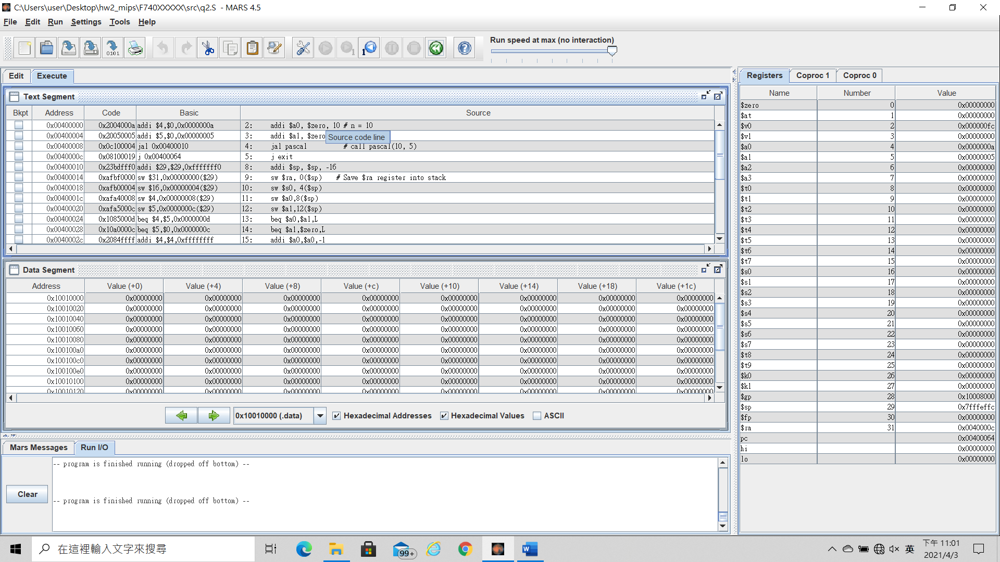 C:\Users\user\Desktop\hw2_mips\F740XXXXX\src\q2.S - MARS 4.5
File Edit Run Settings Tools Help
Run speed at max (no interaction)
Edit Execute
Text Segment
Bkpt Address Code Basic Source
0x00400000 0x2004000a addi $4,$0,0x0000000a 2: addi $a0, $zero, 10 # n = 10
0x00400004 0x20050005 addi $5,$0,0x00000005 3: addi $a1, $zero
Source code line
0x00400008 0x0c100004 jal 0x00400010 4: jal pascal # call pascal(10, 5)
0x0040000c 0x08100019 j 0x00400064 5: j exit
0x00400010 0x23bdfff0 addi $29,$29,0xfffffff0 8: addi $sp, $sp, -16
0x00400014 0xafbf0000 sw $31,0x00000000($29) 9: sw $ra, 0($sp) # Save $ra register into stack
0x00400018 0xafb00004 sw $16,0x00000004($29) 10: sw $s0, 4($sp)
0x0040001c 0xafa40008 sw $4,0x00000008($29) 11: sw $a0,8($sp)
0x00400020 0xafa5000c sw $5,0x0000000c($29) 12: sw $a1,12($sp)
0x00400024 0x1085000d beq $4,$5,0x0000000d 13: beq $a0,$a1,L
0x00400028 0x10a0000c beq $5,$0,0x0000000c 14: beq $a1,$zero,L
0x0040002c 0x2084ffff addi $4,$4,0xffffffff 15: addi $a0,$a0,-1
Data Segment
Address Value (+0) Value (+4) Value (+8) Value (+c) Value (+10) Value (+14) Value (+18) Value (+1c)
0x10010000 0x00000000 0x00000000 0x00000000 0x00000000 0x00000000 0x00000000 0x00000000 0x00000000
0x10010020 0x00000000 0x00000000 0x00000000 0x00000000 0x00000000 0x00000000 0x00000000 0x00000000
0x10010040 0x00000000 0x00000000 0x00000000 0x00000000 0x00000000 0x00000000 0x00000000 0x00000000
0x10010060 0x00000000 0x00000000 0x00000000 0x00000000 0x00000000 0x00000000 0x00000000 0x00000000
0x10010080 0x00000000 0x00000000 0x00000000 0x00000000 0x00000000 0x00000000 0x00000000 0x00000000
0x100100a0 0x00000000 0x00000000 0x00000000 0x00000000 0x00000000 0x00000000 0x00000000 0x00000000
0x100100c0 0x00000000 0x00000000 0x00000000 0x00000000 0x00000000 0x00000000 0x00000000 0x00000000
0x100100e0 0x00000000 0x00000000 0x00000000 0x00000000 0x00000000 0x00000000 0x00000000 0x00000000
0x10010100 0x00000000 0x00000000 0x00000000 0x00000000 0x00000000 0x00000000 0x00000000 0x00000000
0x10010120 0x00000000 0x00000000 0x00000000 0x00000000 0x00000000 0x00000000 0x00000000 0x00000000
0x10010000 (.data) Hexadecimal Addresses Hexadecimal Values ASCII
Mars Messages Run I/O
-- program is finished running (dropped off bottom) --
Clear
-- program is finished running (dropped off bottom) --
Registers Coproc 1 Coproc 0
Name Number Value
$zero 0 0x00000000
$at 1 0x00000000
$v0 2 0x000000fc
$v1 3 0x00000000
$a0 4 0x0000000a
$a1 5 0x00000005
$a2 6 0x00000000
$a3 7 0x00000000
$t0 8 0x00000000
$t1 9 0x00000000
$t2 10 0x00000000
$t3 11 0x00000000
$t4 12 0x00000000
$t5 13 0x00000000
$t6 14 0x00000000
$t7 15 0x00000000
$s0 16 0x00000000
$s1 17 0x00000000
$s2 18 0x00000000
$s3 19 0x00000000
$s4 20 0x00000000
$s5 21 0x00000000
$s6 22 0x00000000
$s7 23 0x00000000
$t8 24 0x00000000
$t9 25 0x00000000
$k0 26 0x00000000
$k1 27 0x00000000
$gp 28 0x10008000
$sp 29 0x7fffeffc
$fp 30 0x00000000
$ra 31 0x0040000c
pc 0x00400064
hi 0x00000000
lo 0x00000000
在這裡輸入文字來搜尋
99+
英
下午 11:01
2021/4/3